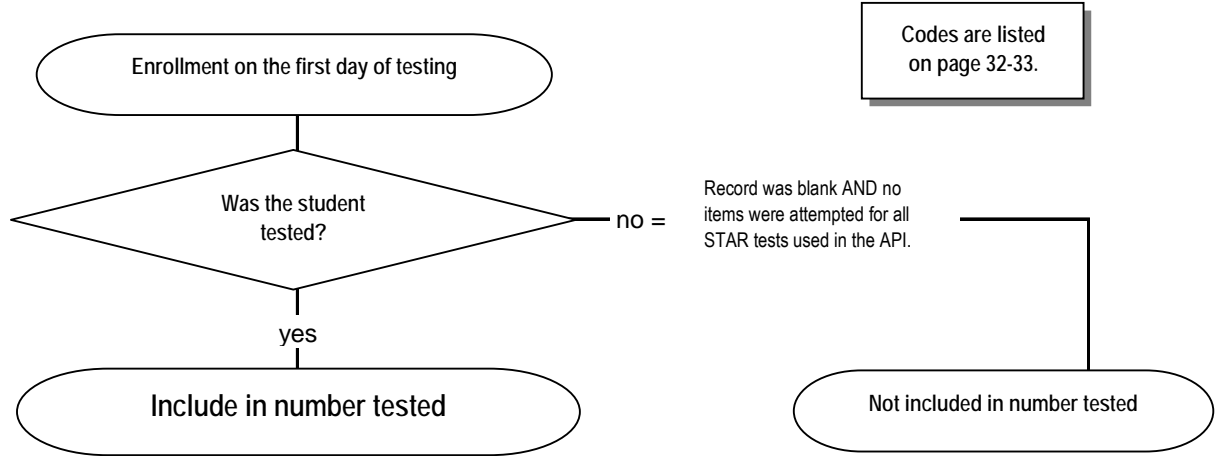 Enrollment on the first day of testing
Codes are listed
on page 32-33.
Was the student
tested?
no =
Record was blank AND no
items were attempted for all
STAR tests used in the API.
yes
Include in number tested
Not included in number tested